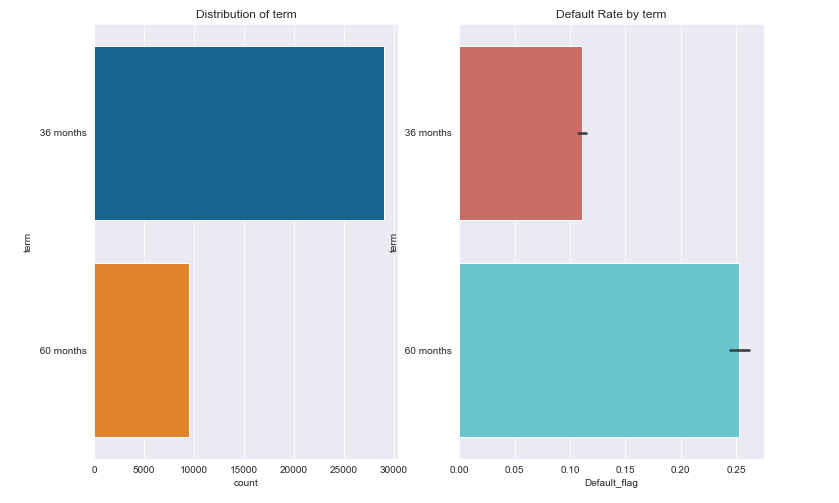 Distribution of term
36 months
60 months
term
0 5000 10000 15000 20000 25000 30000
count
Default Rate by term
36 months
60 months
term
0.00 0.05 0.10 0.15 0.20 0.25
Default_flag